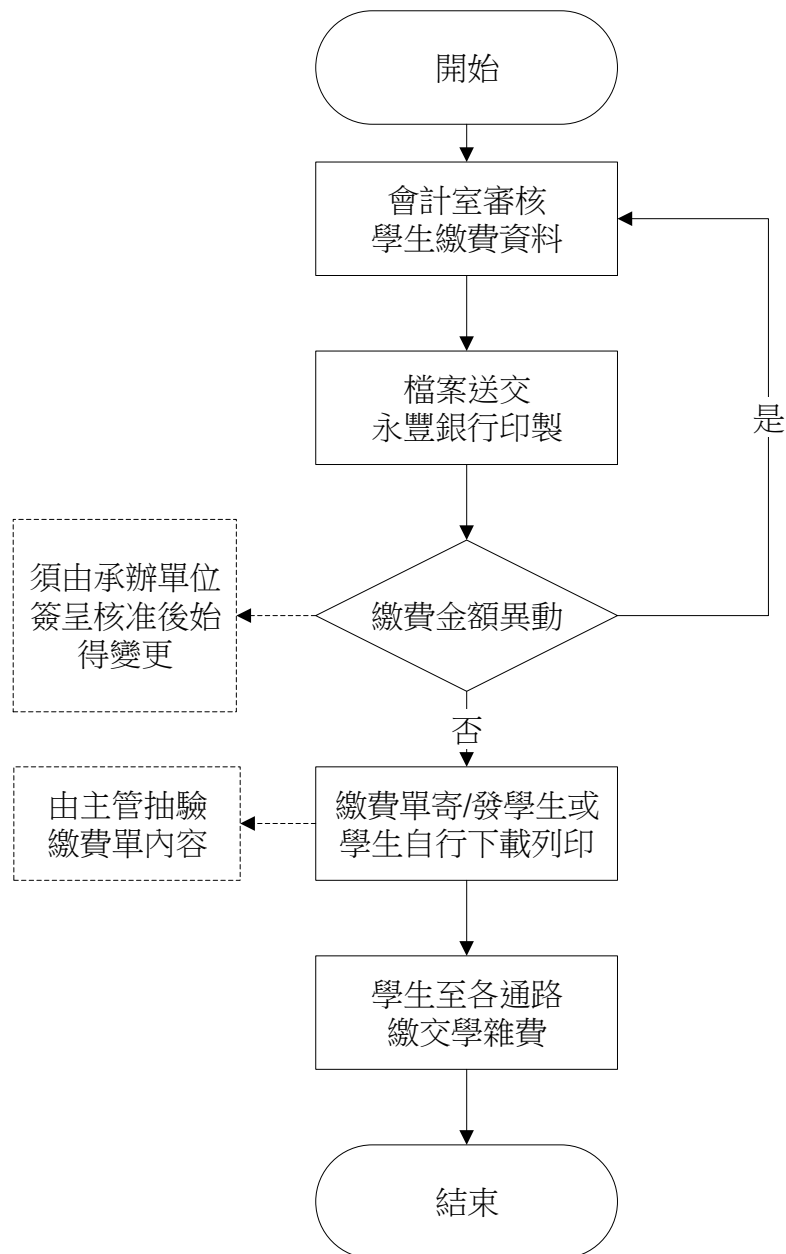 開始
會計室審核
學生繳費資料
檔案送交
永豐銀行印製
是
須由承辦單位
簽呈核准後始
得變更
繳費金額異動
否
由主管抽驗
繳費單內容
繳費單寄/發學生或
學生自行下載列印
學生至各通路
繳交學雜費
結束